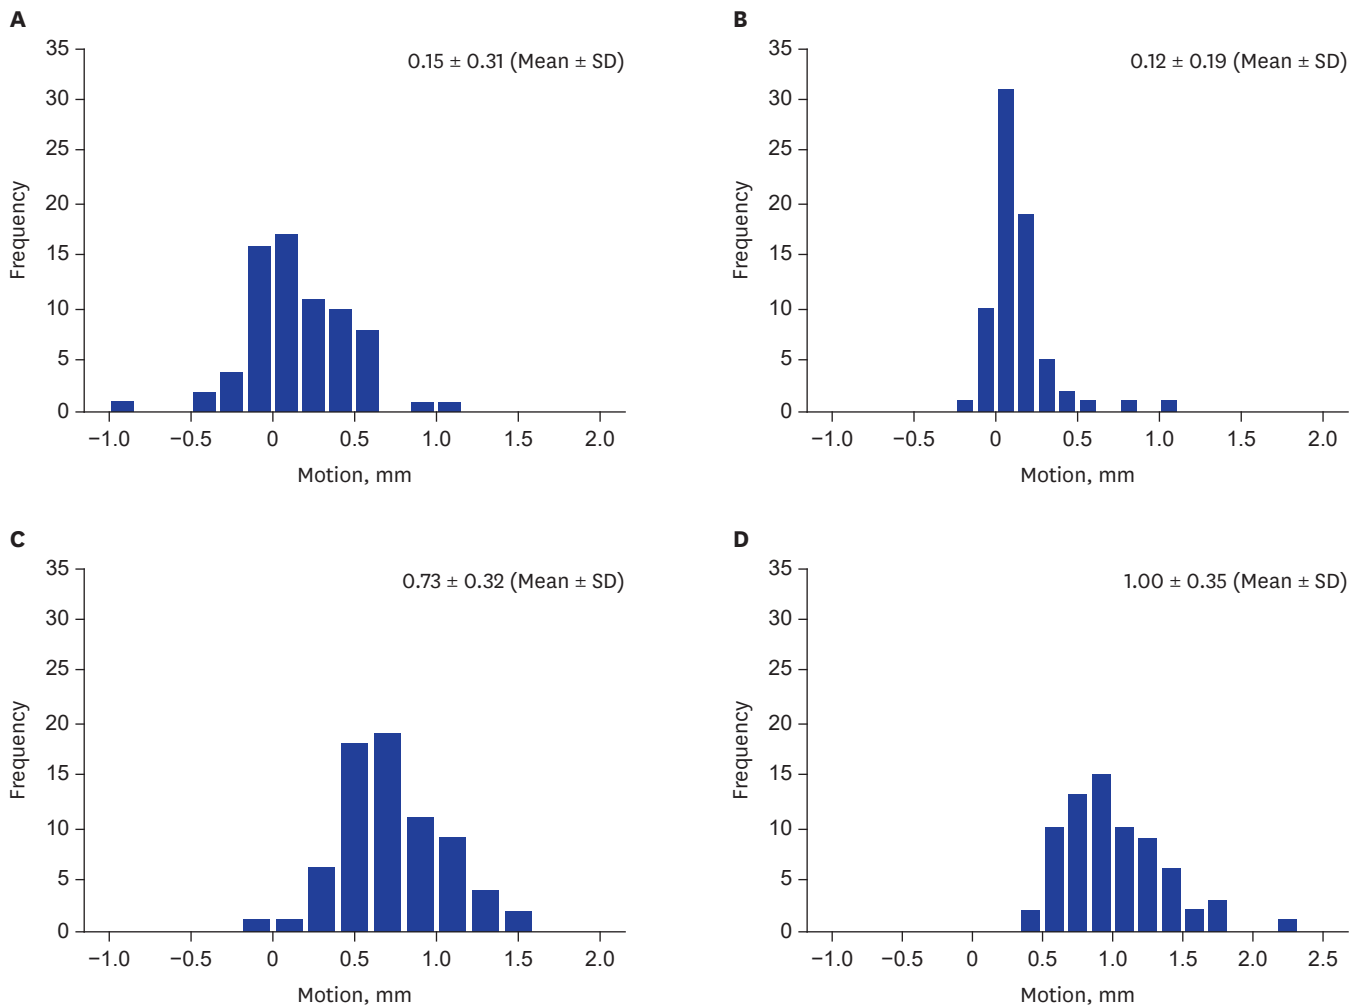 A
0.15 ± 0.31 (Mean ± SD)
35
30
25
20
15
10
5
0
Frequency
−1.0 −0.5 0 0.5 1.0 1.5 2.0
Motion, mm
B
0.12 ± 0.19 (Mean ± SD)
35
30
25
20
15
10
5
0
Frequency
−1.0 −0.5 0 0.5 1.0 1.5 2.0
Motion, mm
C
0.73 ± 0.32 (Mean ± SD)
35
30
25
20
15
10
5
0
Frequency
−1.0 −0.5 0 0.5 1.0 1.5 2.0
Motion, mm
D
1.00 ± 0.35 (Mean ± SD)
35
30
25
20
15
10
5
0
Frequency
−1.0 −0.5 0 0.5 1.0 1.5 2.0 2.5
Motion, mm